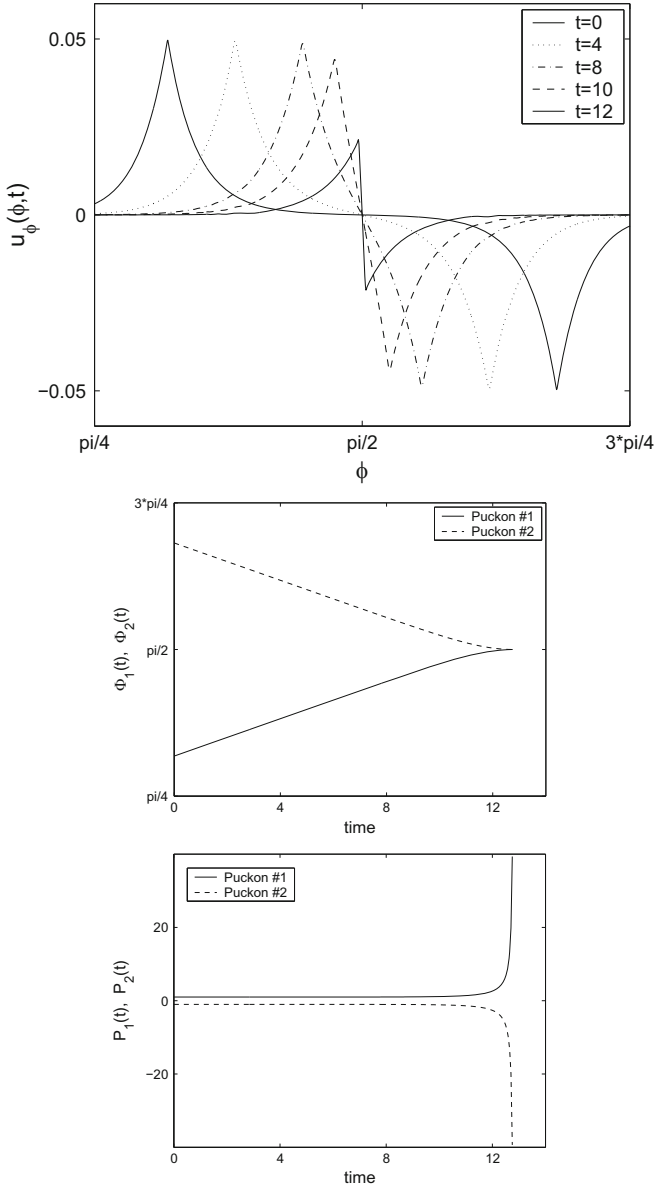 0.05
0
−0.05
u_ϕ(ϕ,t)
t=0
t=4
t=8
t=10
t=12
pi/4
pi/2
3*pi/4
ϕ
3*pi/4
pi/2
pi/4
Φ_1(t), Φ_2(t)
Puckon #1
Puckon #2
0
4
8
12
time
20
0
−20
P_1(t), P_2(t)
Puckon #1
Puckon #2
0
4
8
12
time